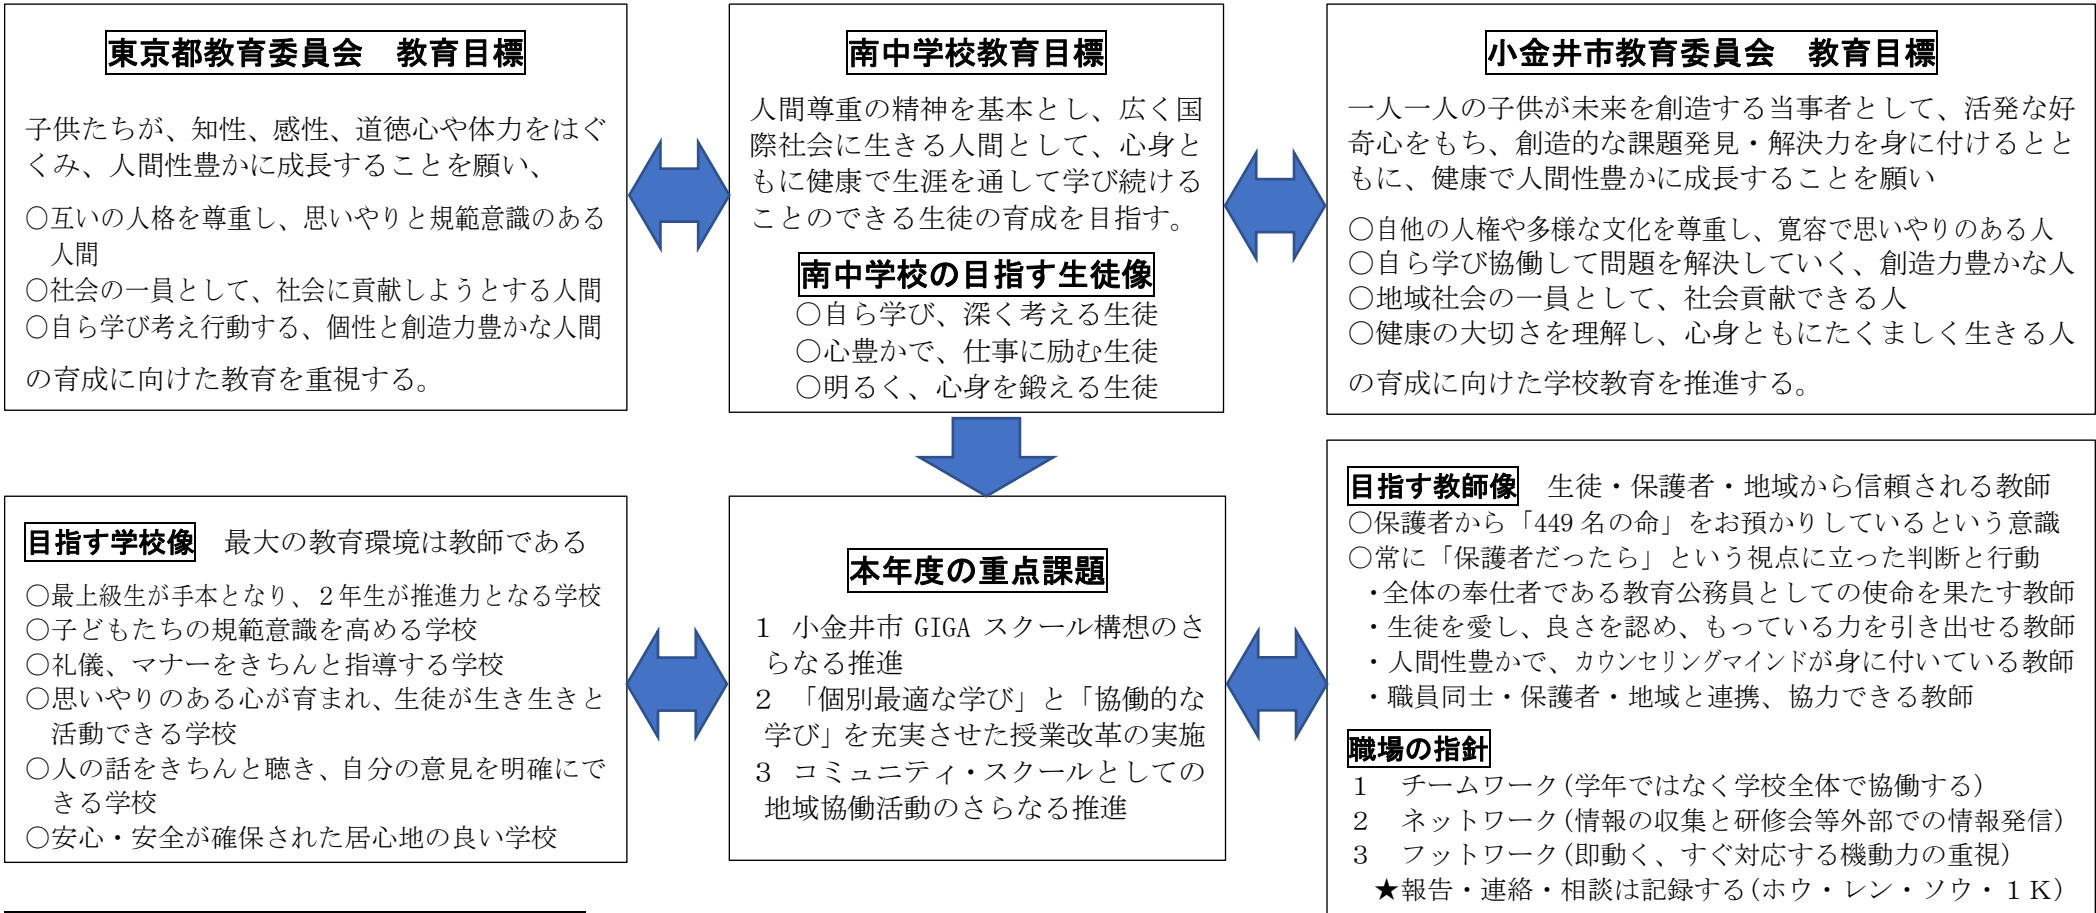 東京都教育委員会　教育目標
子供たちが、知性、感性、道徳心や体力をはぐ
くみ、人間性豊かに成長することを願い、
○互いの人格を尊重し、思いやりと規範意識のある
人間
○社会の一員として、社会に貢献しようとする人間
○自ら学び考え行動する、個性と創造力豊かな人間
の育成に向けた教育を重視する。
南中学校教育目標
人間尊重の精神を基本とし、広く国
際社会に生きる人間として、心身と
もに健康で生涯を通して学び続ける
ことのできる生徒の育成を目指す。
南中学校の目指す生徒像
○自ら学び、深く考える生徒
○心豊かで、仕事に励む生徒
○明るく、心身を鍛える生徒
小金井市教育委員会　教育目標
一人一人の子供が未来を創造する当事者として、活発な好
奇心をもち、創造的な課題発見・解決力を身に付けるとと
もに、健康で人間性豊かに成長することを願い
○自他の人権や多様な文化を尊重し、寛容で思いやりのある人
○自ら学び協働して問題を解決していく、創造力豊かな人
○地域社会の一員として、社会貢献できる人
○健康の大切さを理解し、心身ともにたくましく生きる人
の育成に向けた学校教育を推進する。
目指す学校像　最大の教育環境は教師である
○最上級生が手本となり、２年生が推進力となる学校
○子どもたちの規範意識を高める学校
○礼儀、マナーをきちんと指導する学校
○思いやりのある心が育まれ、生徒が生き生きと
活動できる学校
○人の話をきちんと聴き、自分の意見を明確にで
きる学校
○安心・安全が確保された居心地の良い学校
本年度の重点課題
１　小金井市 GIGA スクール構想のさ
らなる推進
２　「個別最適な学び」と「協働的な
学び」を充実させた授業改革の実施
３　コミュニティ・スクールとしての
地域協働活動のさらなる推進
目指す教師像　生徒・保護者・地域から信頼される教師
○保護者から「449 名の命」をお預かりしているという意識
○常に「保護者だったら」という視点に立った判断と行動
・全体の奉仕者である教育公務員としての使命を果たす教師
・生徒を愛し、良さを認め、もっている力を引き出せる教師
・人間性豊かで、カウンセリングマインドが身に付いている教師
・職員同士・保護者・地域と連携、協力できる教師
職場の指針
１　チームワーク(学年ではなく学校全体で協働する)
２　ネットワーク(情報の収集と研修会等外部での情報発信)
３　フットワーク(即動く、すぐ対応する機動力の重視)
★報告・連絡・相談は記録する(ホウ・レン・ソウ・１Ｋ)